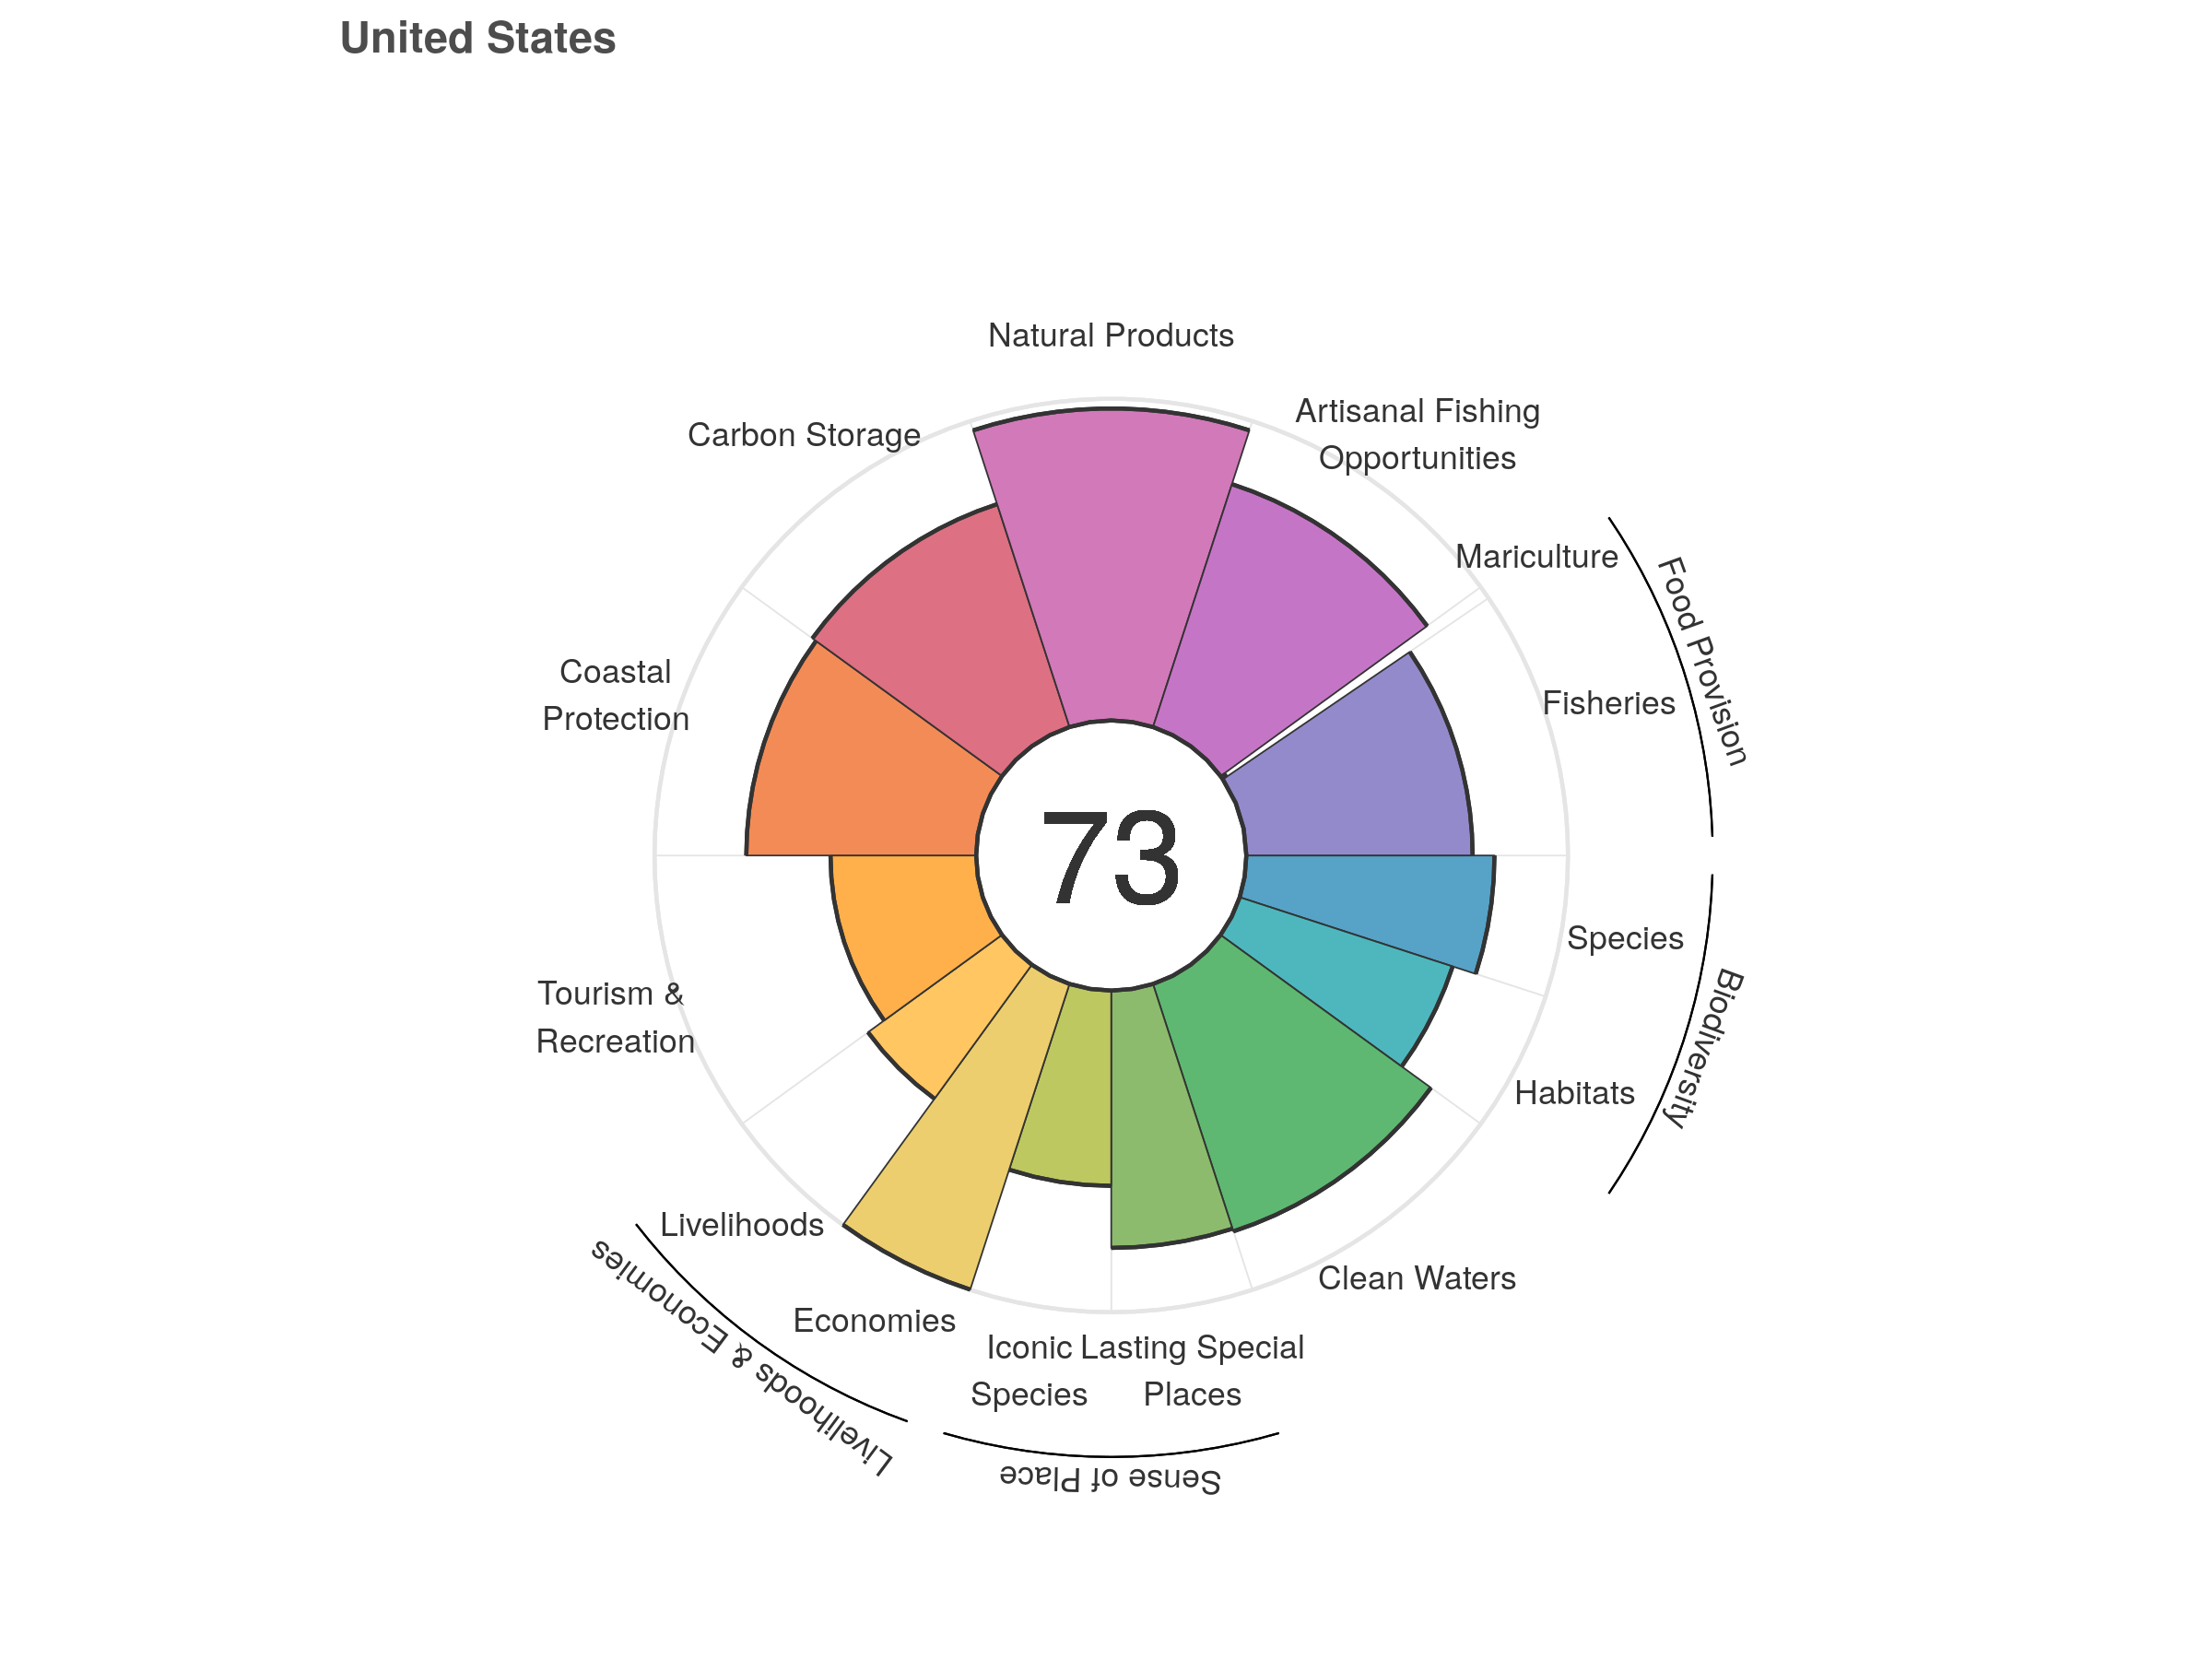 United States
Natural Products
Artisanal Fishing
Opportunities
Carbon Storage
Mariculture
Food Provision
Fisheries
Coastal
Protection
73
Species
Biodiversity
Habitats
Tourism &
Recreation
Livelihoods
Clean Waters
Economies
Livelihoods & Economies
Iconic
Species
Lasting Special
Places
Sense of Place